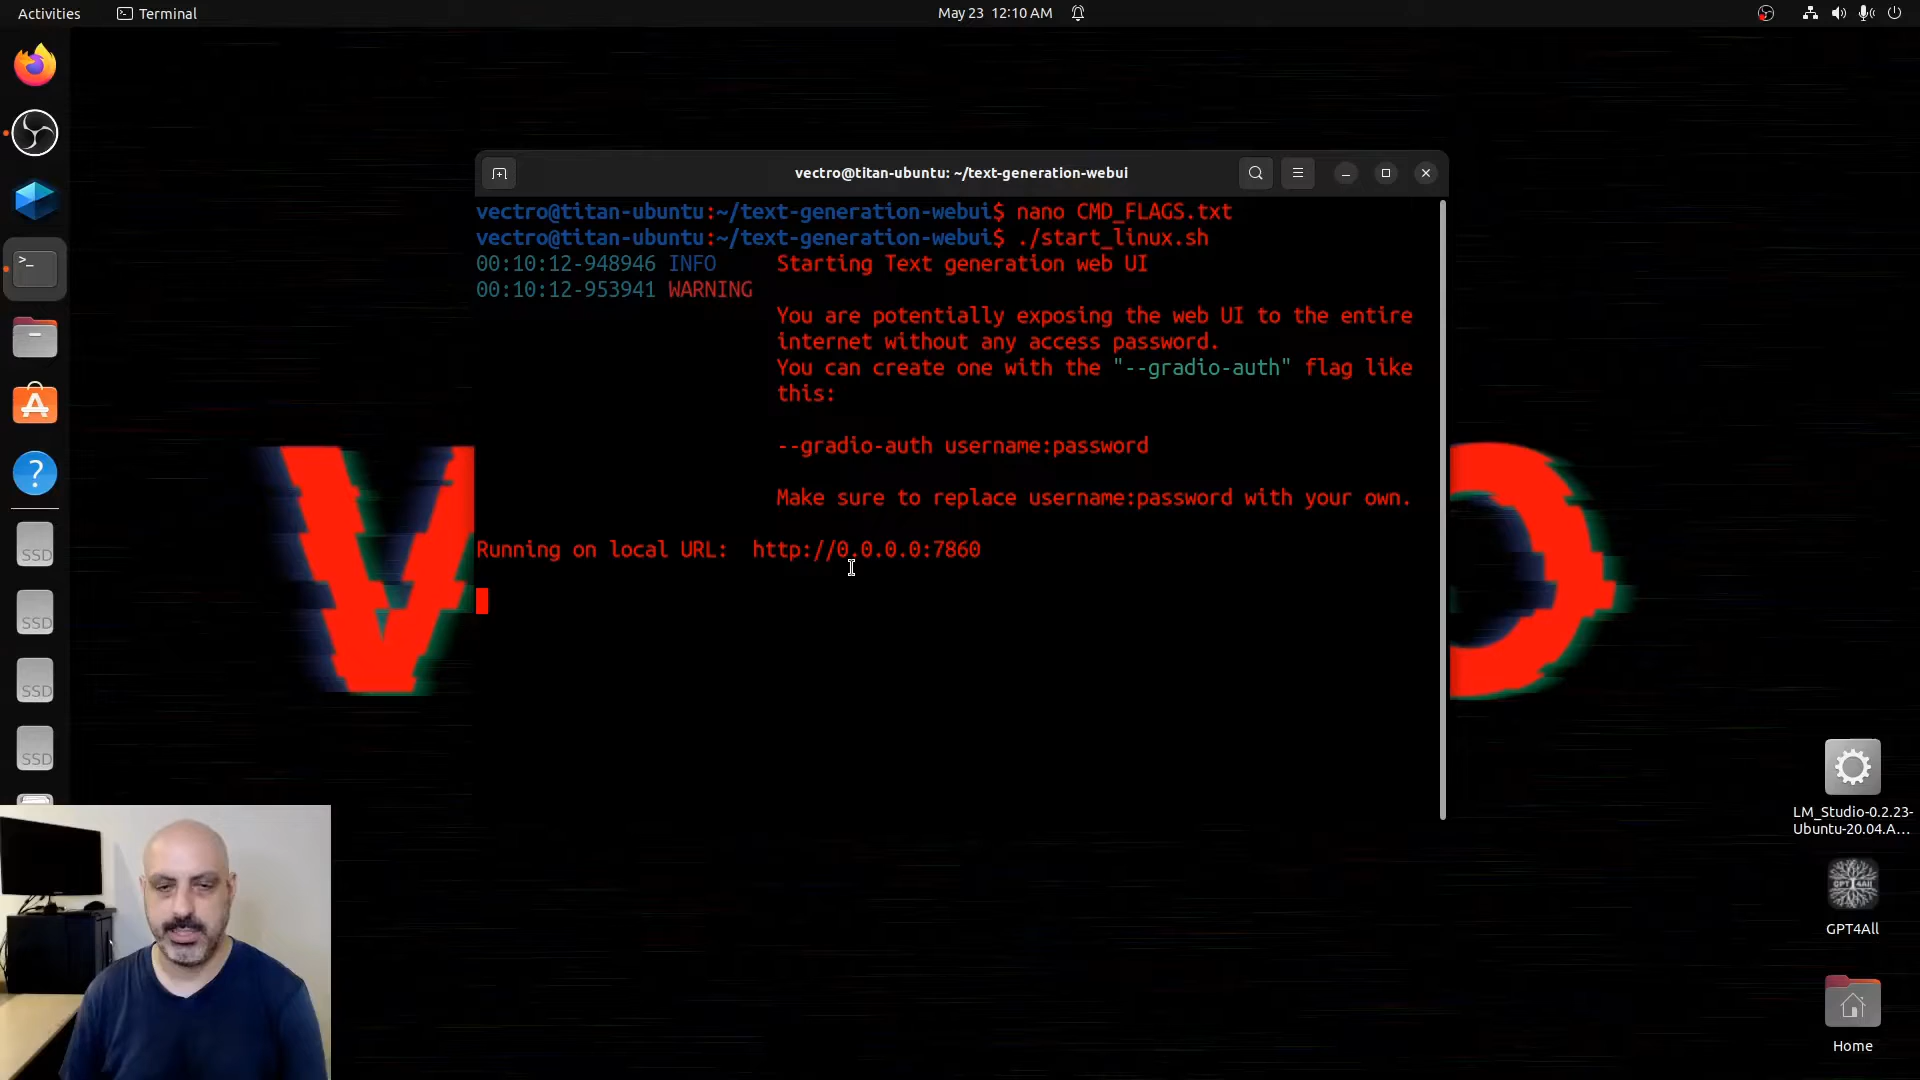 Activities
Terminal
May 23 12:10 AM
vectro@titan-ubuntu: ~/text-generation-webui
vectro@titan-ubuntu:~/text-generation-webui$ nano CMD_FLAGS.txt
vectro@titan-ubuntu:~/text-generation-webui$ ./start_linux.sh
00:10:12-948946 INFO Starting Text generation web UI
00:10:12-953941 WARNING
You are potentially exposing the web UI to the entire
internet without any access password.
You can create one with the "--gradio-auth" flag like
this:
--gradio-auth username:password
Make sure to replace username:password with your own.
Running on local URL: http://0.0.0.0:7860
SSD
SSD
SSD
SSD
LM_Studio-0.2.23-
Ubuntu-20.04.A...
GPT4All
GPT4All
Home